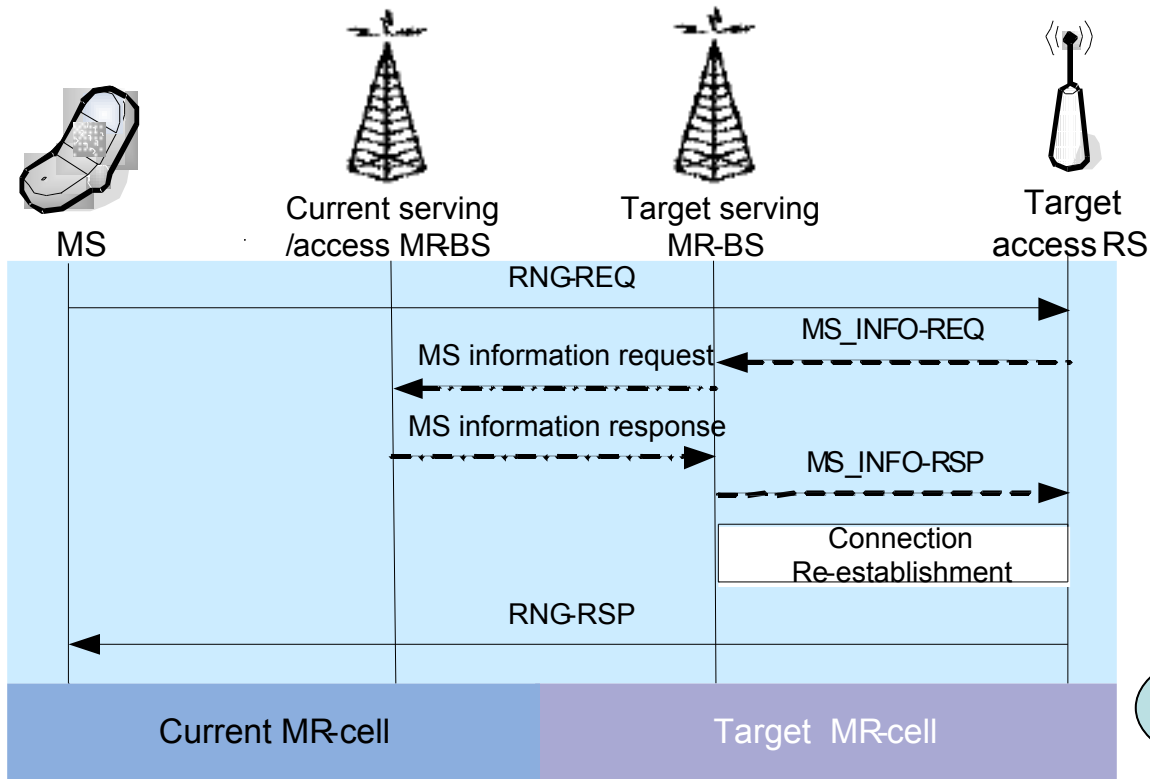 MS
Current serving
/access MR-BS
Target serving
MR-BS
Target
access RS
RNG-REQ
MS_INFO-REQ
MS information request
MS information response
MS_INFO-RSP
Connection
Re-establishment
RNG-RSP
Current MR-cell
Target MR-cell